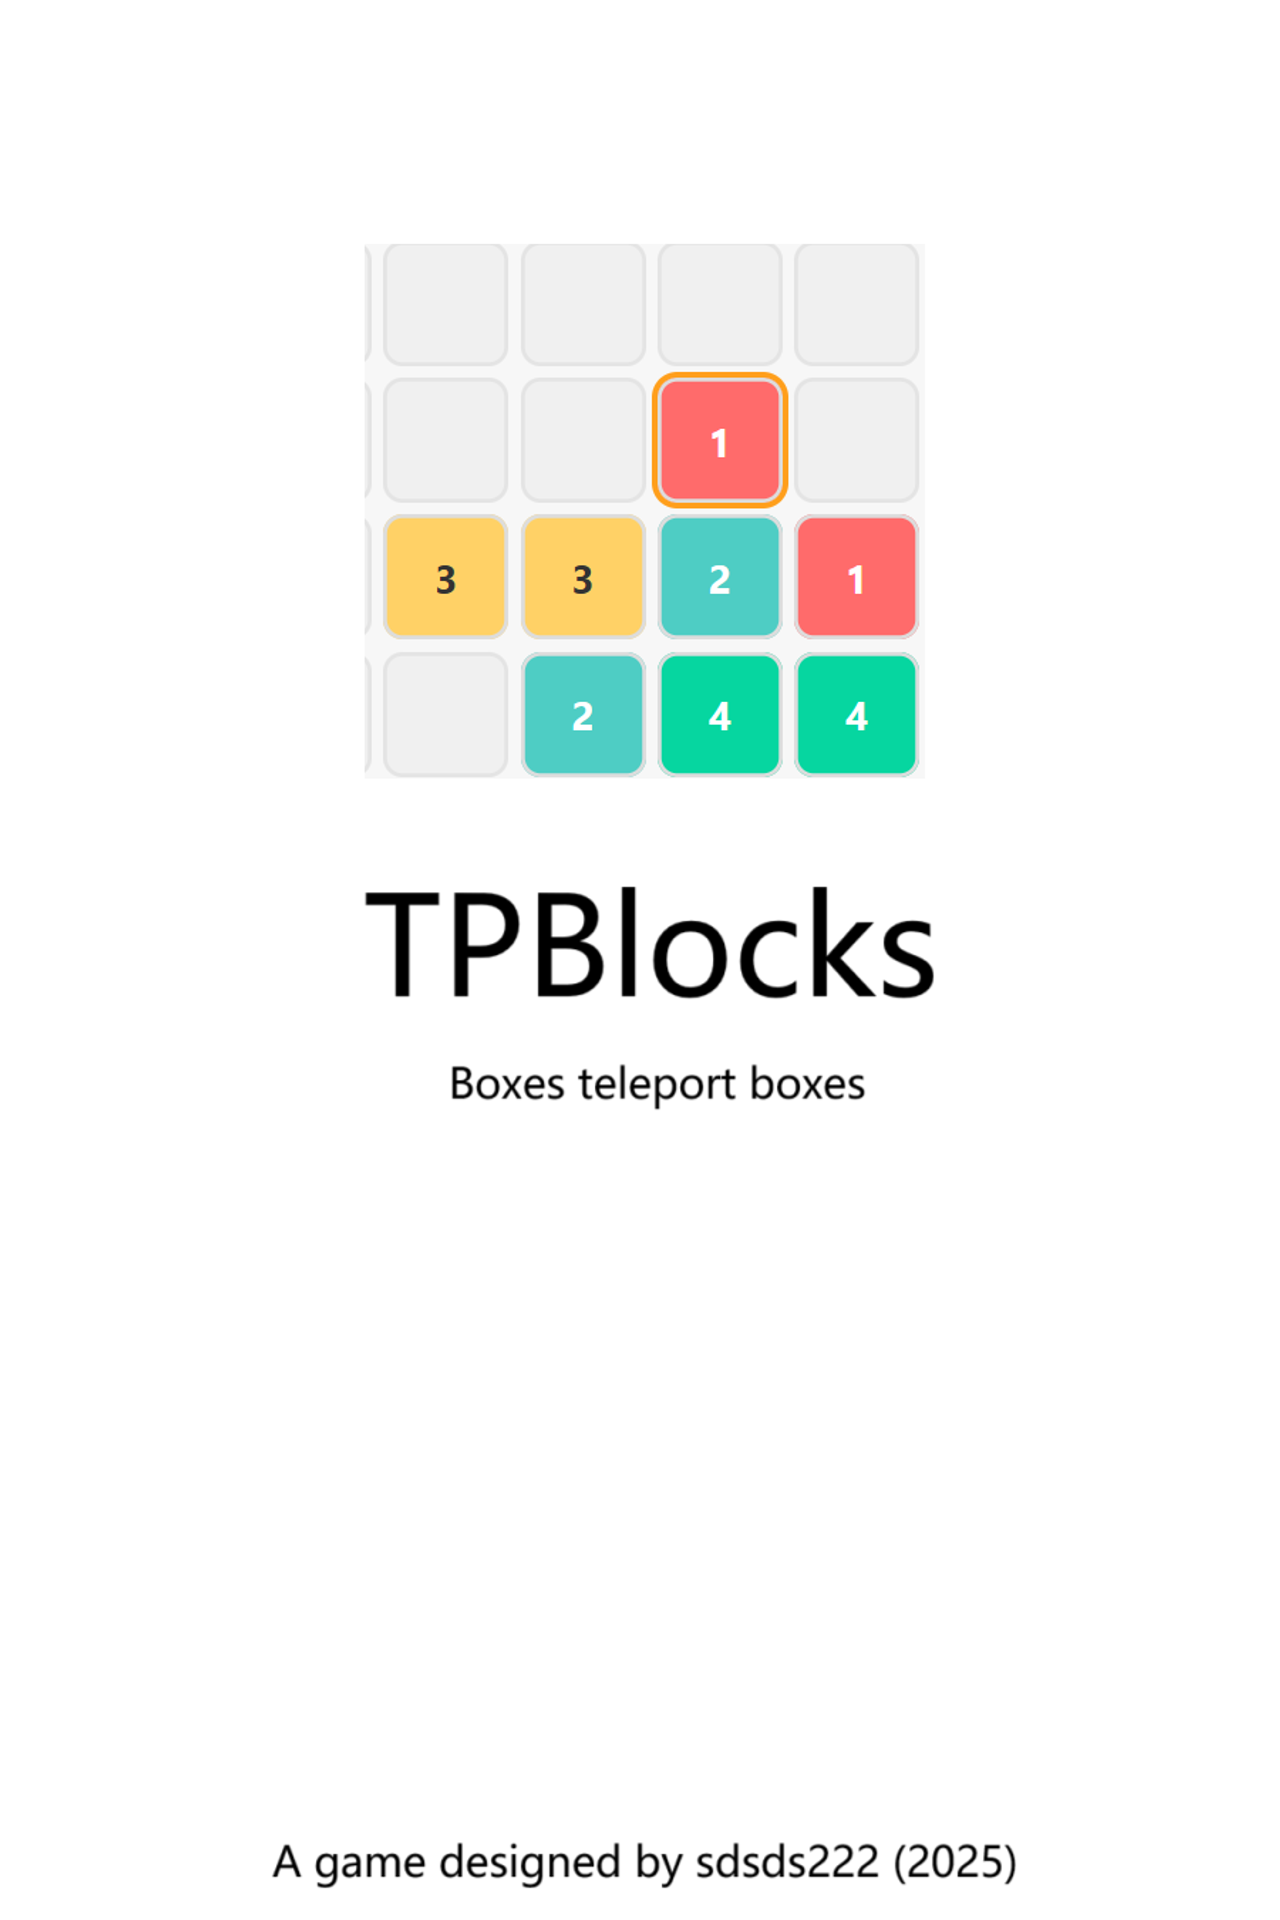 1
3 3 2 1
2 4 4
TPBlocks
Boxes teleport boxes
A game designed by sdsds222 (2025)